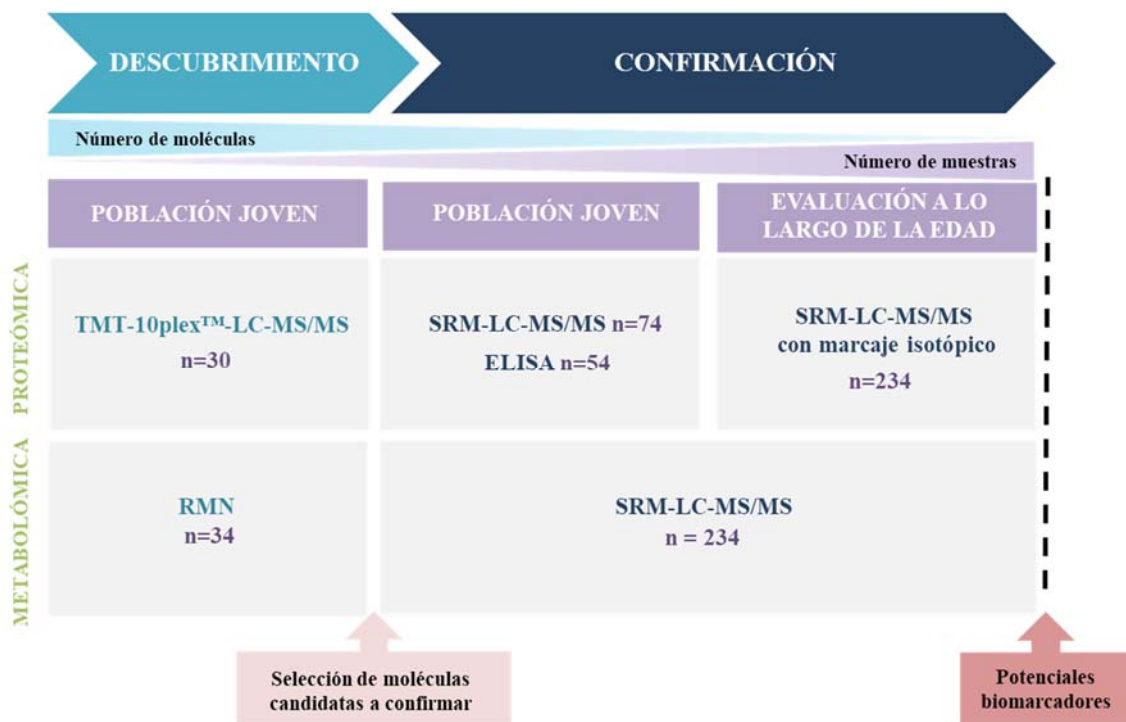 DESCUBRIMIENTO
CONFIRMACIÓN
Número de moléculas
Número de muestras
POBLACIÓN JOVEN
POBLACIÓN JOVEN
EVALUACIÓN A LO
LARGO DE LA EDAD
PROTEÓMICA
TMT-10plex™-LC-MS/MS
n=30
SRM-LC-MS/MS n=74
ELISA n=54
SRM-LC-MS/MS
con marcaje isotópico
n=234
METABOLÓMICA
RMN
n=34
SRM-LC-MS/MS
n = 234
Selección de moléculas
candidatas a confirmar
Potenciales
biomarcadores